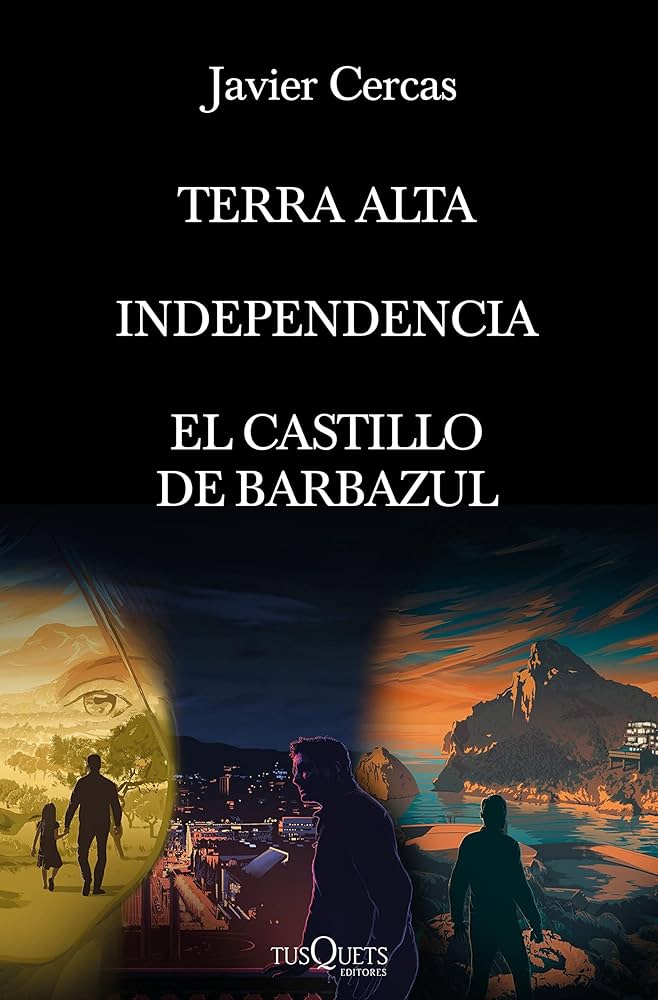 Javier Cercas
TERRA ALTA
INDEPENDENCIA
EL CASTILLO
DE BARBAZUL
TUSQUETS
EDITORES